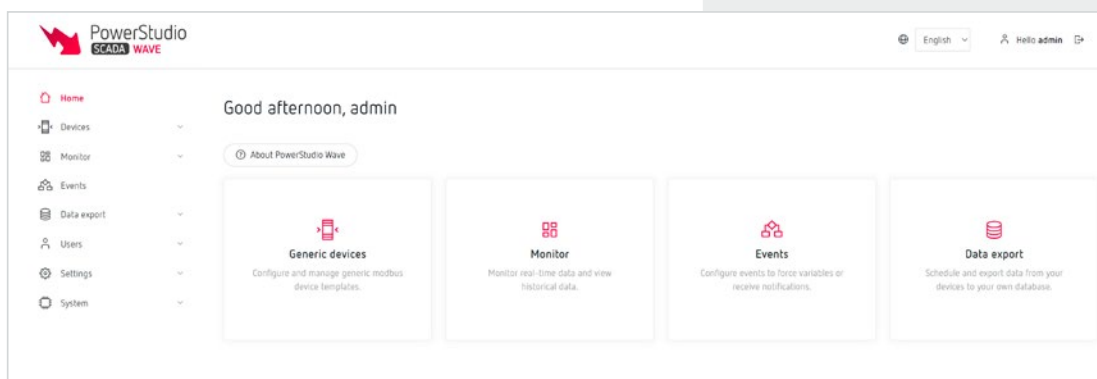 PowerStudio
SCADA WAVE
English
Hello admin
Home
Devices
Monitor
Events
Data export
Users
Settings
System
Good afternoon, admin
About PowerStudio Wave
Generic devices
Configure and manage generic modbus
device templates.
Monitor
Monitor real-time data and view
historical data.
Events
Configure events to force variables or
receive notifications.
Data export
Schedule and export data from your
devices to your own database.